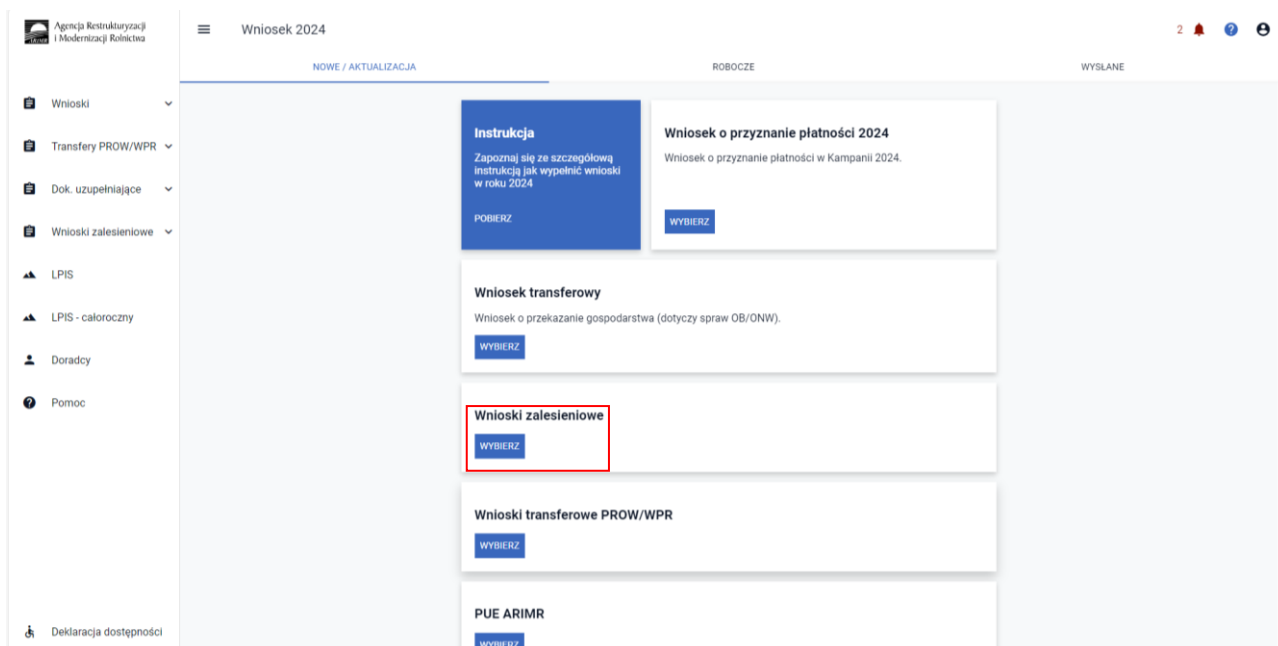 Agencja Restrukturyzacji
i Modernizacji Rolnictwa
Wniosek 2024
2
NOWE / AKTUALIZACJA
ROBOCZE
WYSŁANE
Wnioski
Transfery PROW/WPR
Dok. uzupełniające
Wnioski zalesieniowe
LPIS
LPIS - całoroczny
Doradcy
Pomoc
Deklaracja dostępności
Instrukcja
Zapoznaj się ze szczegółową
instrukcją jak wypełnić wnioski
w roku 2024
POBIERZ
Wniosek o przyznanie płatności 2024
Wniosek o przyznanie płatności w Kampanii 2024.
WYBIERZ
Wniosek transferowy
Wniosek o przekazanie gospodarstwa (dotyczy spraw OB/ONW).
WYBIERZ
Wnioski zalesieniowe
WYBIERZ
Wnioski transferowe PROW/WPR
WYBIERZ
PUE ARIMR
WYBIERZ